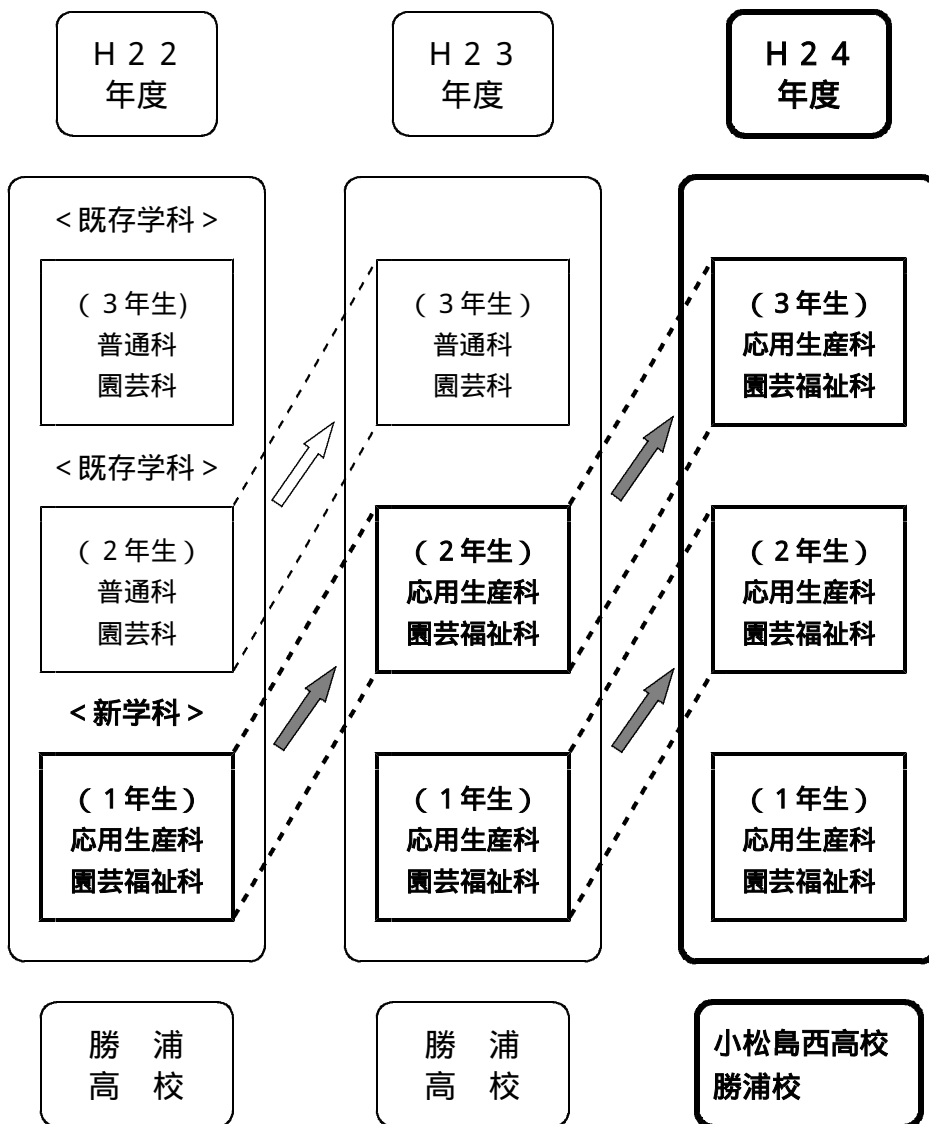 H22
年度
H23
年度
H24
年度
<既存学科>
(3年生)
普通科
園芸科
<既存学科>
(2年生)
普通科
園芸科
<新学科>
(1年生)
応用生産科
園芸福祉科
勝 浦
高 校
(3年生)
普通科
園芸科
(2年生)
応用生産科
園芸福祉科
(1年生)
応用生産科
園芸福祉科
勝 浦
高 校
(3年生)
応用生産科
園芸福祉科
(2年生)
応用生産科
園芸福祉科
(1年生)
応用生産科
園芸福祉科
小松島西高校
勝浦校